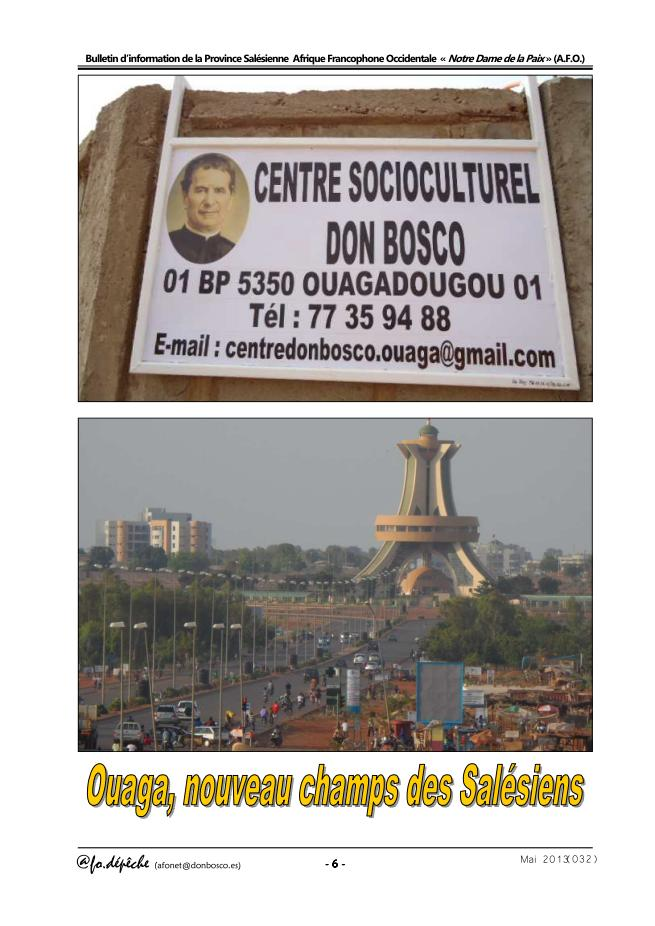 Bulletin d'information de la Province Salésienne Afrique Francophone Occidentale « Notre Dame de la Paix » (A.F.O.)
CENTRE SOCIOCULTUREL
DON BOSCO
01 BP 5350 OUAGADOUGOU 01
Tél : 77 35 94 88
E-mail : centredonbosco.ouaga@gmail.com
Ouaga, nouveau champs des Salésiens
@fo.dépêche (afonet@donbosco.es)
- 6 -
Mai 2013(032)